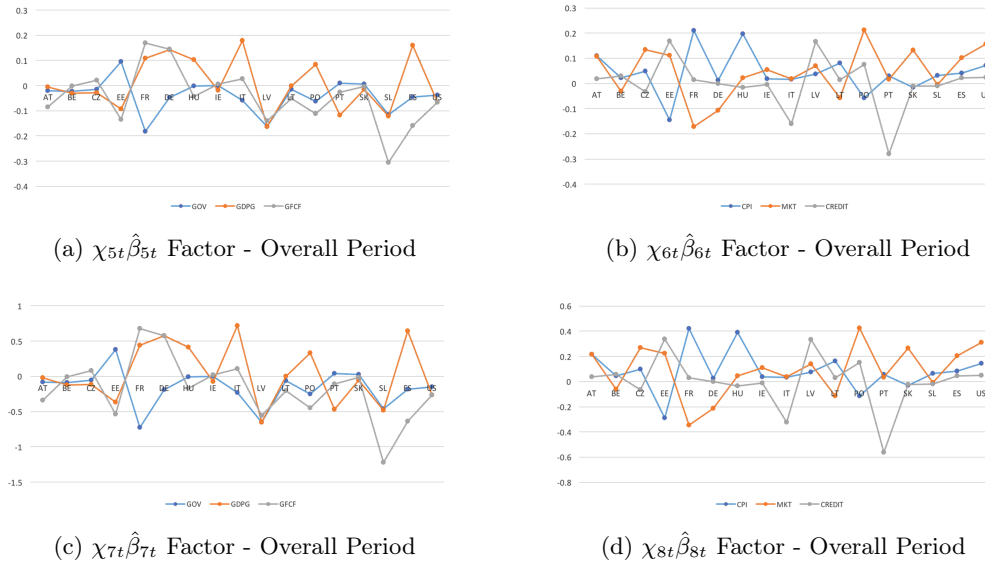 0.3
0.2
0.1
0
-0.1
-0.2
-0.3
-0.4
AT BE CZ EE FR DE HU IE IT LV LT PO PT SK SL ES US
GOV GDPG GFCF
(a) χ5tβ̂5t Factor - Overall Period
0.3
0.2
0.1
0
-0.1
-0.2
-0.3
-0.4
AT BE CZ EE FR DE HU IE IT LV LT PO PT SK SL ES U
CPI MKT CREDIT
(b) χ6tβ̂6t Factor - Overall Period
1
0.5
0
-0.5
-1
-1.5
AT BE CZ EE FR DE HU IE IT LV LT PO PT SK SL ES US
GOV GDPG GFCF
(c) χ7tβ̂7t Factor - Overall Period
0.6
0.4
0.2
0
-0.2
-0.4
-0.6
-0.8
AT BE CZ EE FR DE HU IE IT LV LT PO PT SK SL ES US
CPI MKT CREDIT
(d) χ8tβ̂8t Factor - Overall Period